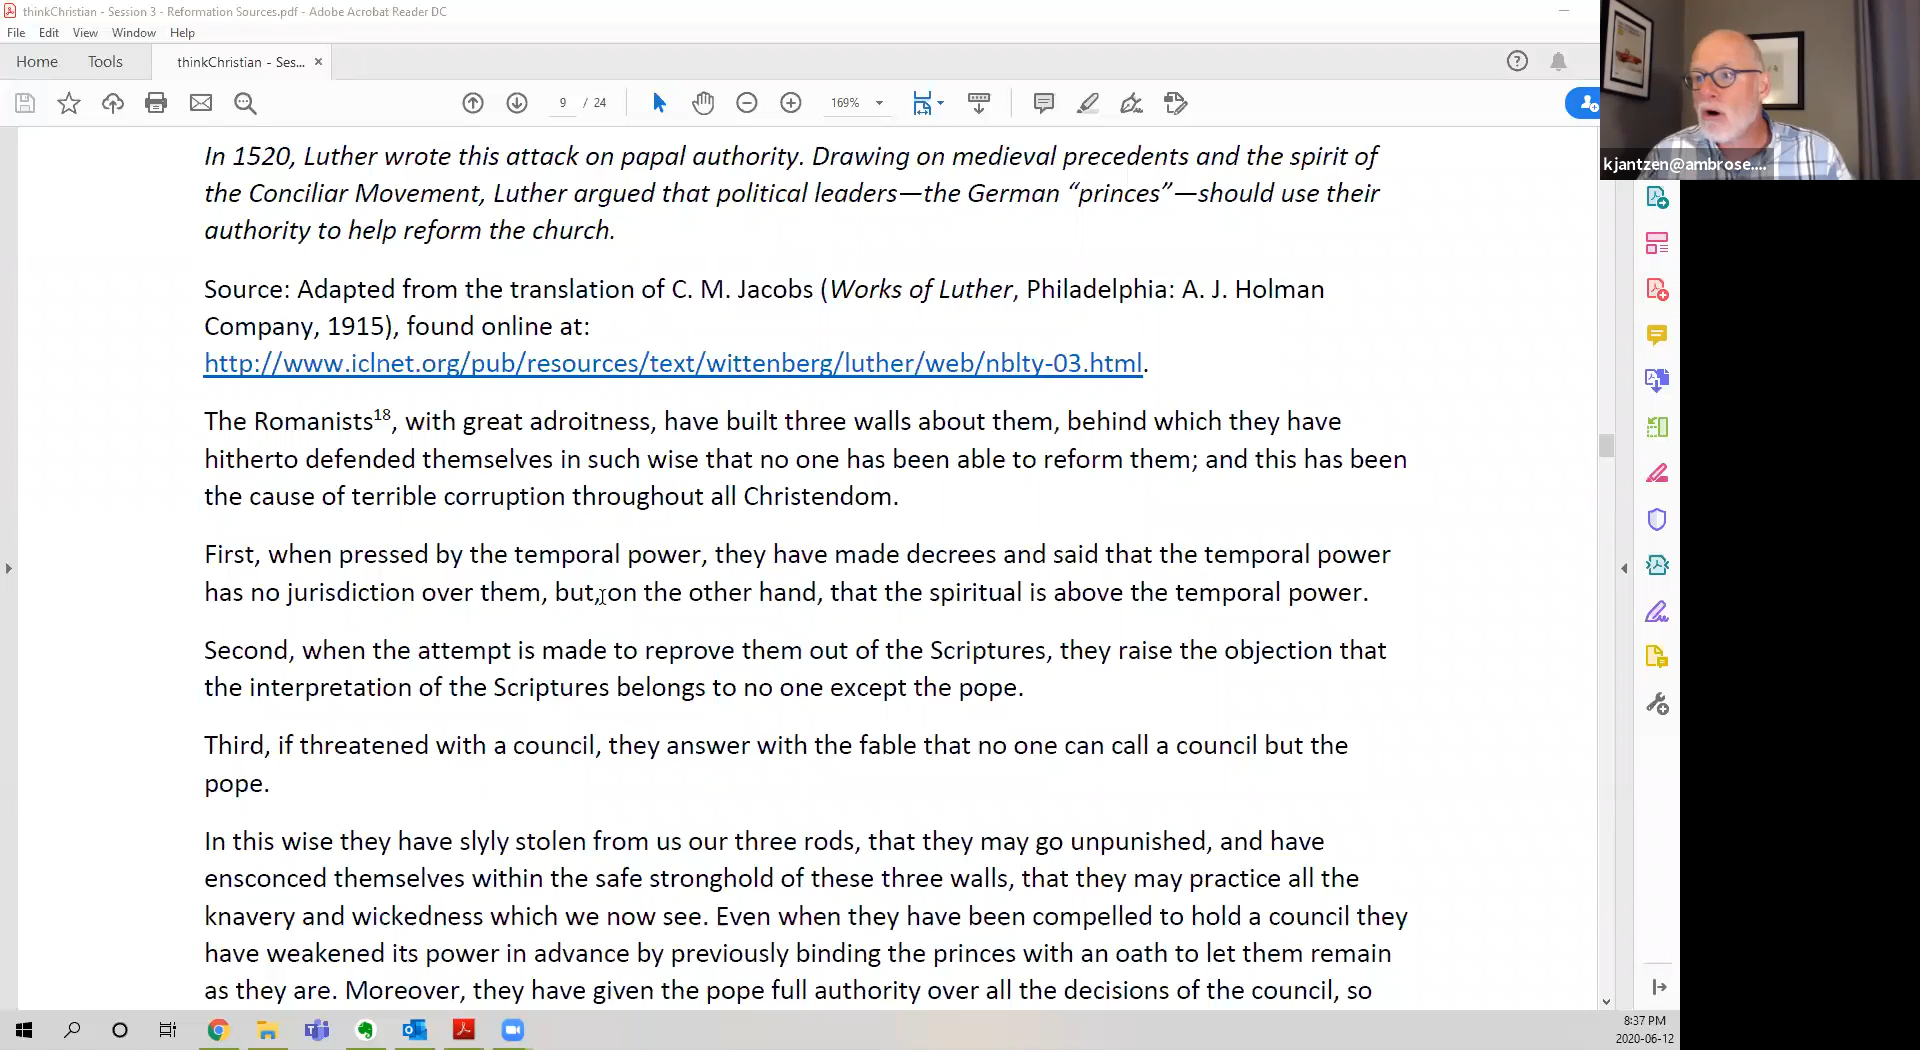 thinkChristian - Session 3 - Reformation Sources.pdf - Adobe Acrobat Reader DC
File Edit View Window Help
Home Tools thinkChristian - Ses... ×
9 / 24 169%
kjantzen@ambrose....
In 1520, Luther wrote this attack on papal authority. Drawing on medieval precedents and the spirit of
the Conciliar Movement, Luther argued that political leaders—the German “princes”—should use their
authority to help reform the church.
Source: Adapted from the translation of C. M. Jacobs (Works of Luther, Philadelphia: A. J. Holman
Company, 1915), found online at:
http://www.iclnet.org/pub/resources/text/wittenberg/luther/web/nblty-03.html.
The Romanists18, with great adroitness, have built three walls about them, behind which they have
hitherto defended themselves in such wise that no one has been able to reform them; and this has been
the cause of terrible corruption throughout all Christendom.
First, when pressed by the temporal power, they have made decrees and said that the temporal power
has no jurisdiction over them, but, on the other hand, that the spiritual is above the temporal power.
Second, when the attempt is made to reprove them out of the Scriptures, they raise the objection that
the interpretation of the Scriptures belongs to no one except the pope.
Third, if threatened with a council, they answer with the fable that no one can call a council but the
pope.
In this wise they have slyly stolen from us our three rods, that they may go unpunished, and have
ensconced themselves within the safe stronghold of these three walls, that they may practice all the
knavery and wickedness which we now see. Even when they have been compelled to hold a council they
have weakened its power in advance by previously binding the princes with an oath to let them remain
as they are. Moreover, they have given the pope full authority over all the decisions of the council, so
8:37 PM
2020-06-12